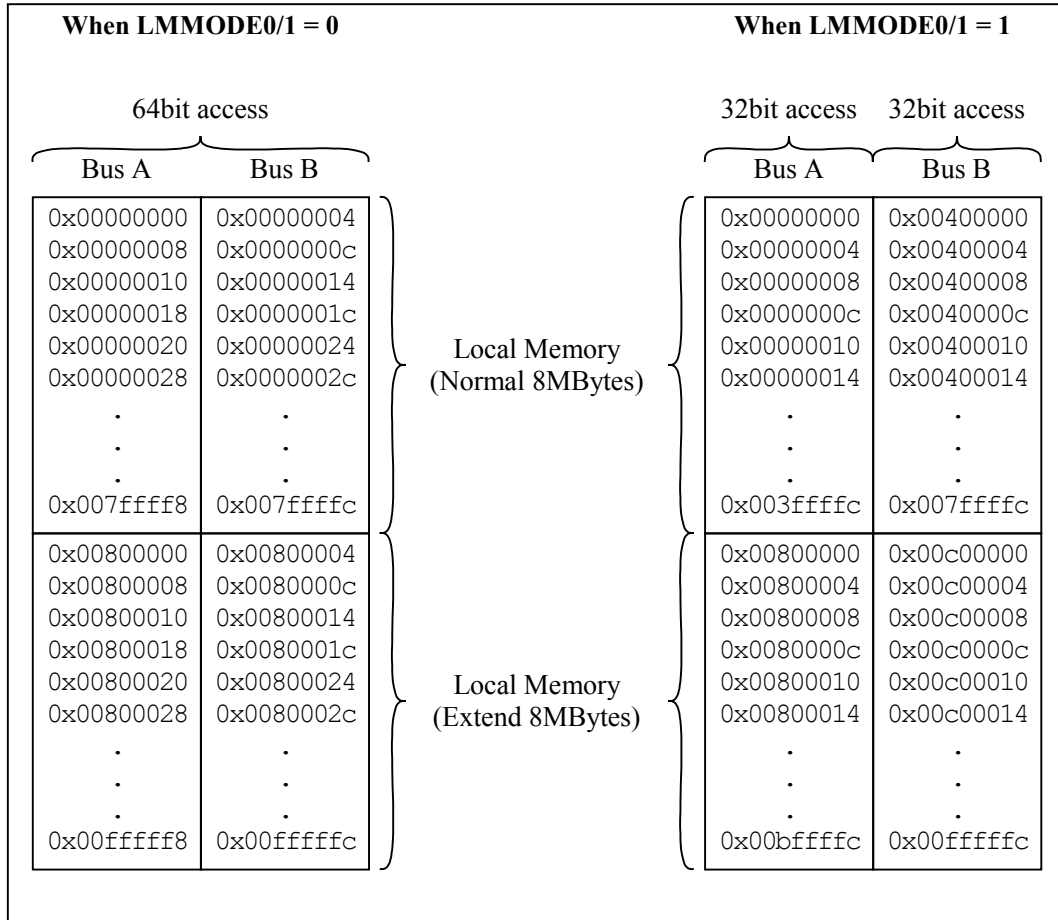 When LMMODE0/1 = 0 When LMMODE0/1 = 1
64bit access 32bit access 32bit access
Bus A Bus B Bus A Bus B
0x00000000 0x00000004 0x00000000 0x00400000
0x00000008 0x0000000c 0x00000004 0x00400004
0x00000010 0x00000014 0x00000008 0x00400008
0x00000018 0x0000001c 0x0000000c 0x0040000c
0x00000020 0x00000024 Local Memory 0x00000010 0x00400010
0x00000028 0x0000002c (Normal 8MBytes) 0x00000014 0x00400014
. . . .
. . . .
. . . .
0x007ffff8 0x007ffffc 0x003ffffc 0x007ffffc
0x00800000 0x00800004 0x00800000 0x00c00000
0x00800008 0x0080000c 0x00800004 0x00c00004
0x00800010 0x00800014 0x00800008 0x00c00008
0x00800018 0x0080001c 0x0080000c 0x00c0000c
0x00800020 0x00800024 Local Memory 0x00800010 0x00c00010
0x00800028 0x0080002c (Extend 8MBytes) 0x00800014 0x00c00014
. . . .
. . . .
. . . .
0x00fffff8 0x00fffffc 0x00bffffc 0x00fffffc